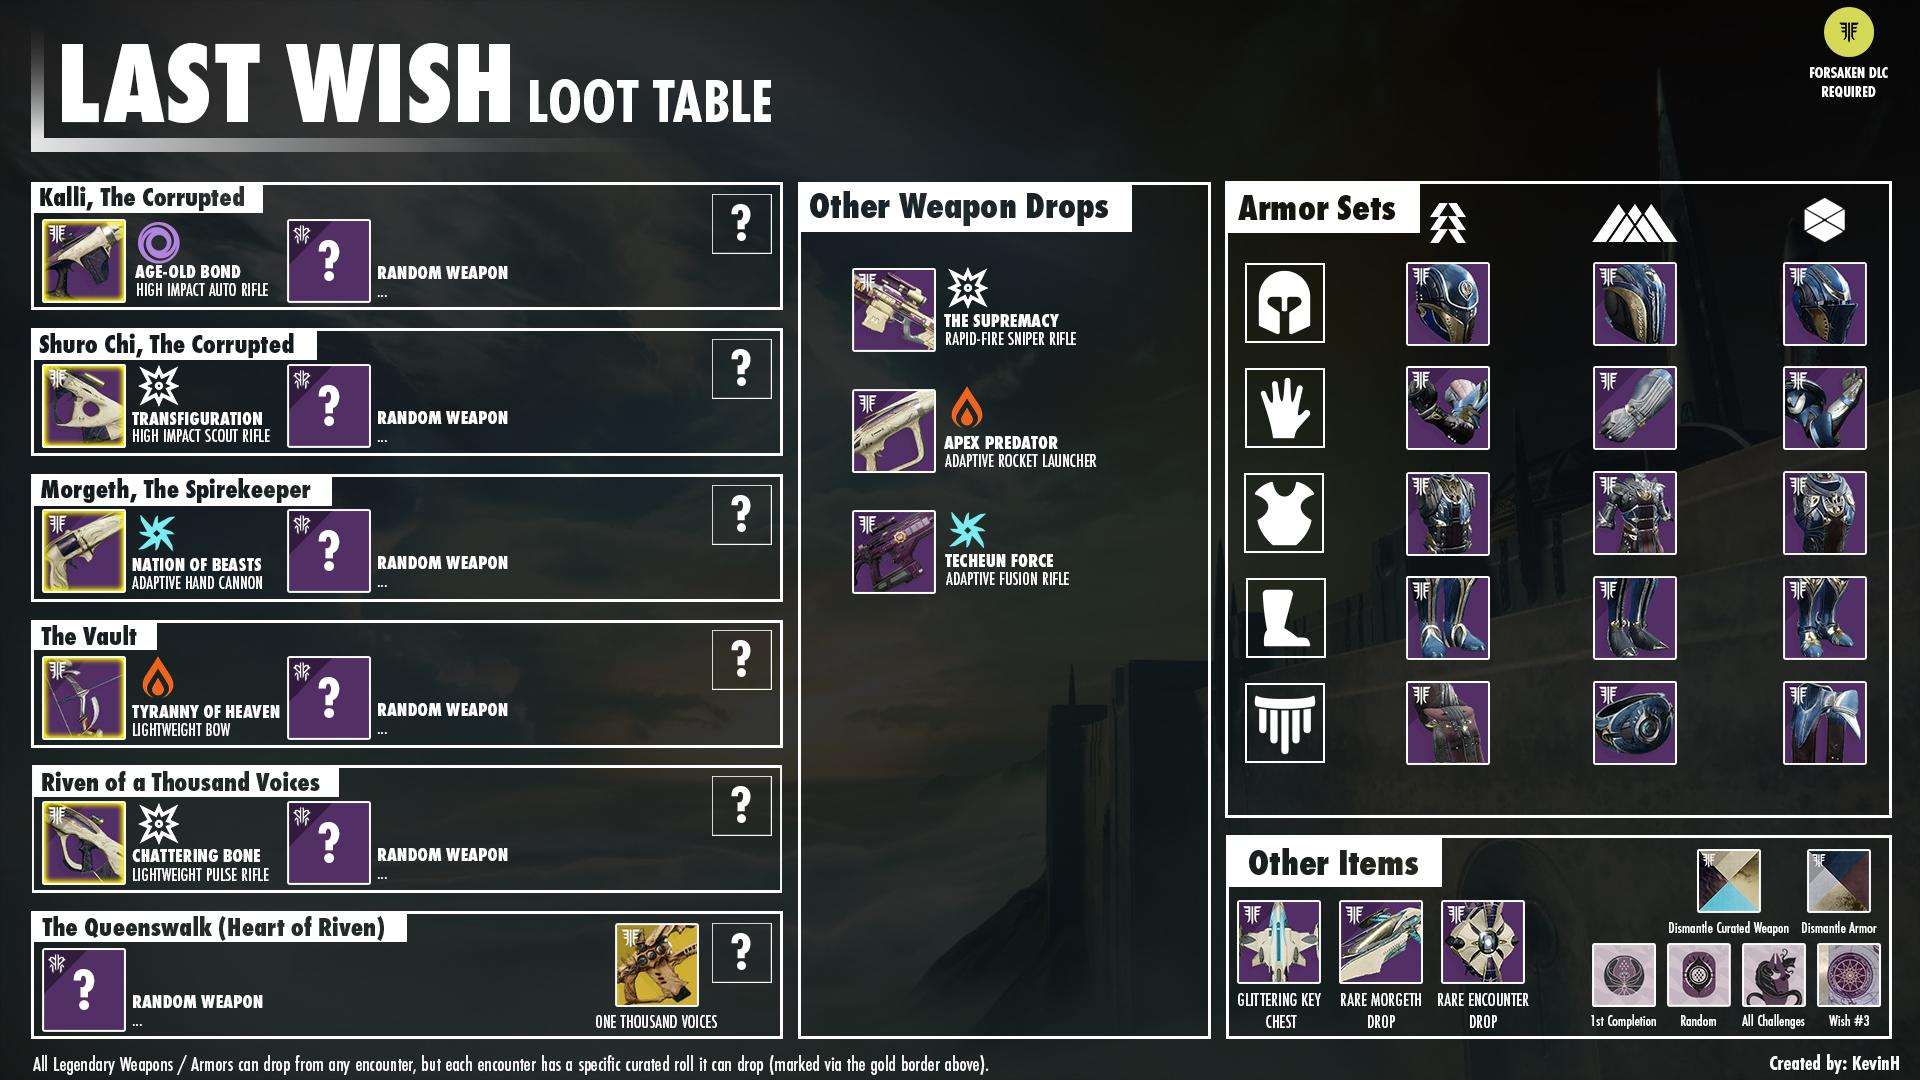 LAST WISH LOOT TABLE
FORSAKEN DLC
REQUIRED
Kalli, The Corrupted
?
AGE-OLD BOND
HIGH IMPACT AUTO RIFLE
?
RANDOM WEAPON
...
Shuro Chi, The Corrupted
?
TRANSFIGURATION
HIGH IMPACT SCOUT RIFLE
?
RANDOM WEAPON
...
Morgeth, The Spirekeeper
?
NATION OF BEASTS
ADAPTIVE HAND CANNON
?
RANDOM WEAPON
...
The Vault
?
TYRANNY OF HEAVEN
LIGHTWEIGHT BOW
?
RANDOM WEAPON
...
Riven of a Thousand Voices
?
CHATTERING BONE
LIGHTWEIGHT PULSE RIFLE
?
RANDOM WEAPON
...
The Queenswalk (Heart of Riven)
?
RANDOM WEAPON
...
ONE THOUSAND VOICES
?
Other Weapon Drops
THE SUPREMACY
RAPID-FIRE SNIPER RIFLE
APEX PREDATOR
ADAPTIVE ROCKET LAUNCHER
TECHEUN FORCE
ADAPTIVE FUSION RIFLE
Armor Sets
Other Items
GLITTERING KEY
CHEST
RARE MORGETH
DROP
RARE ENCOUNTER
DROP
Dismantle Curated Weapon
Dismantle Armor
1st Completion
Random
All Challenges
Wish #3
All Legendary Weapons / Armors can drop from any encounter, but each encounter has a specific curated roll it can drop (marked via the gold border above).
Created by: KevinH